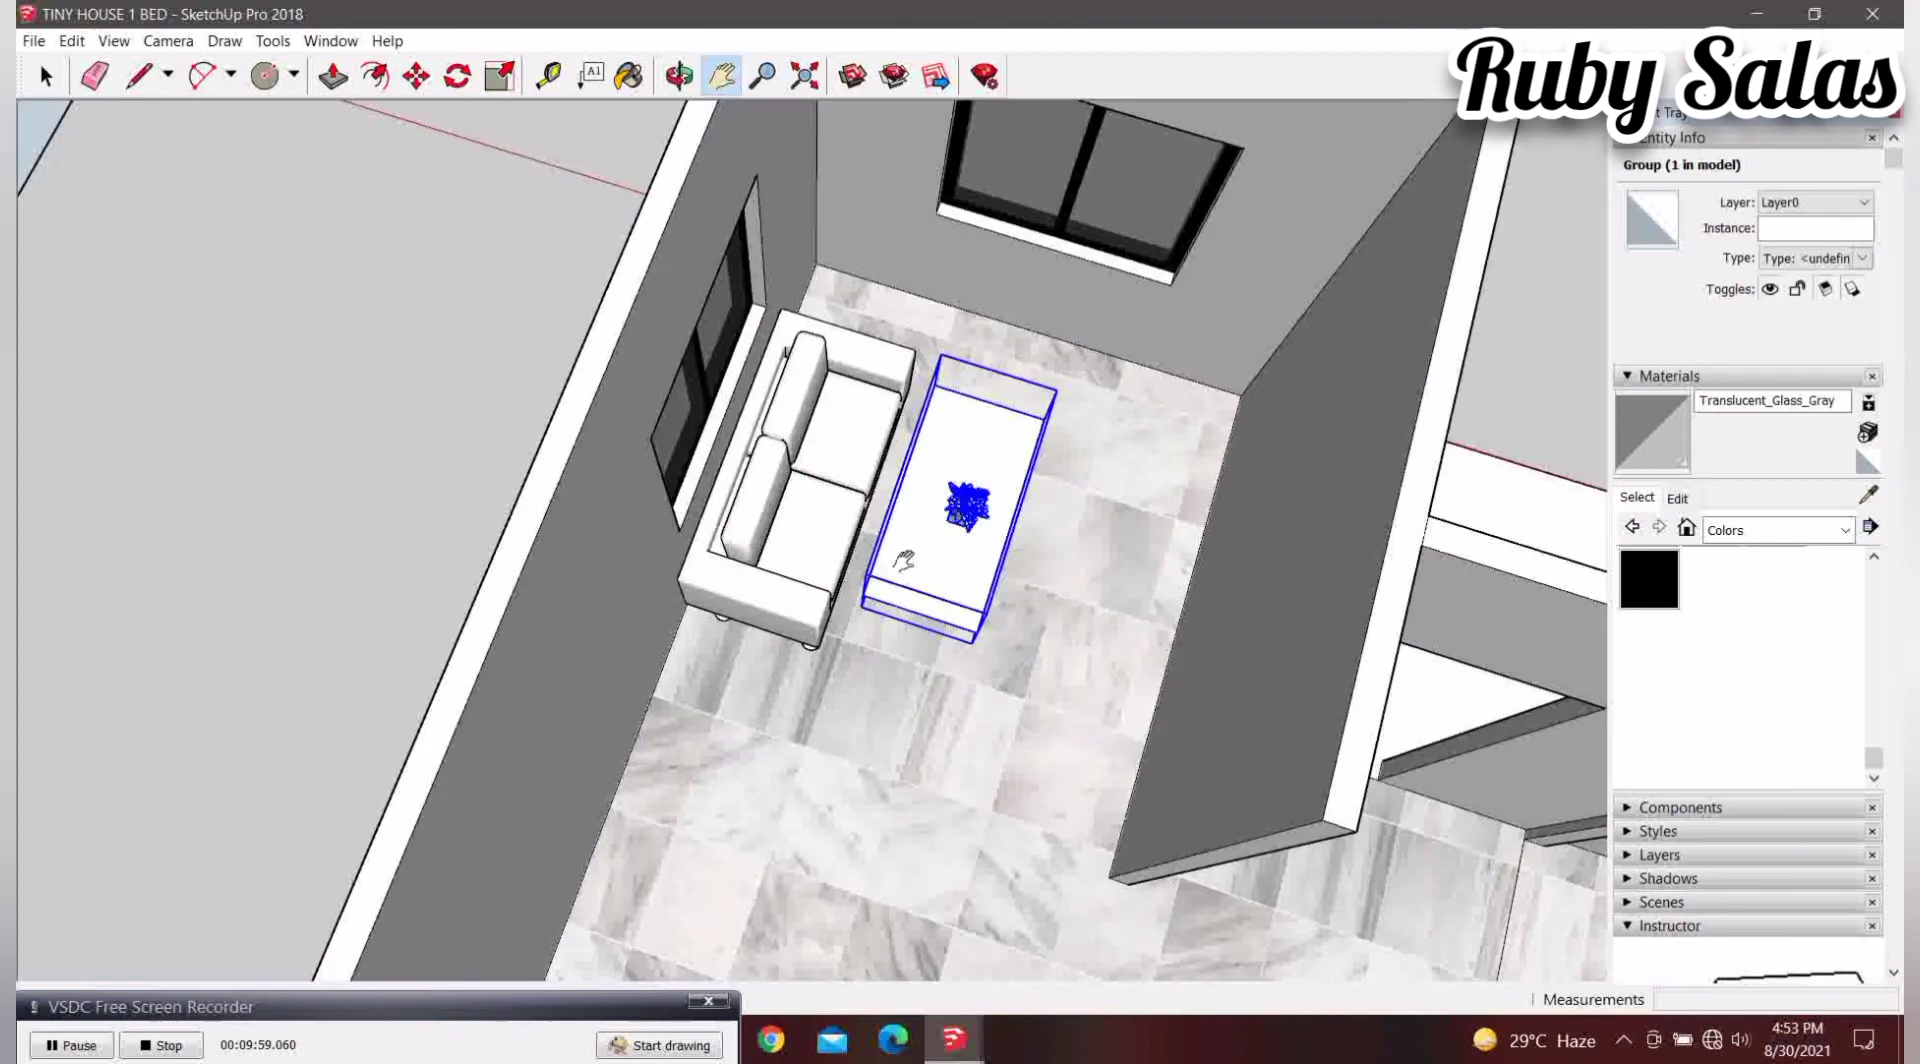 TINY HOUSE 1 BED - SketchUp Pro 2018
File Edit View Camera Draw Tools Window Help
Ruby Salas
A1
Entity Info
Group (1 in model)
Layer: Layer0
Instance:
Type: Type: <undefin
Toggles:
Materials
Translucent_Glass_Gray
Select Edit
Colors
Components
Styles
Layers
Shadows
Scenes
Instructor
Measurements
VSDC Free Screen Recorder
Pause Stop 00:09:59.060 Start drawing
29°C Haze
4:53 PM
8/30/2021